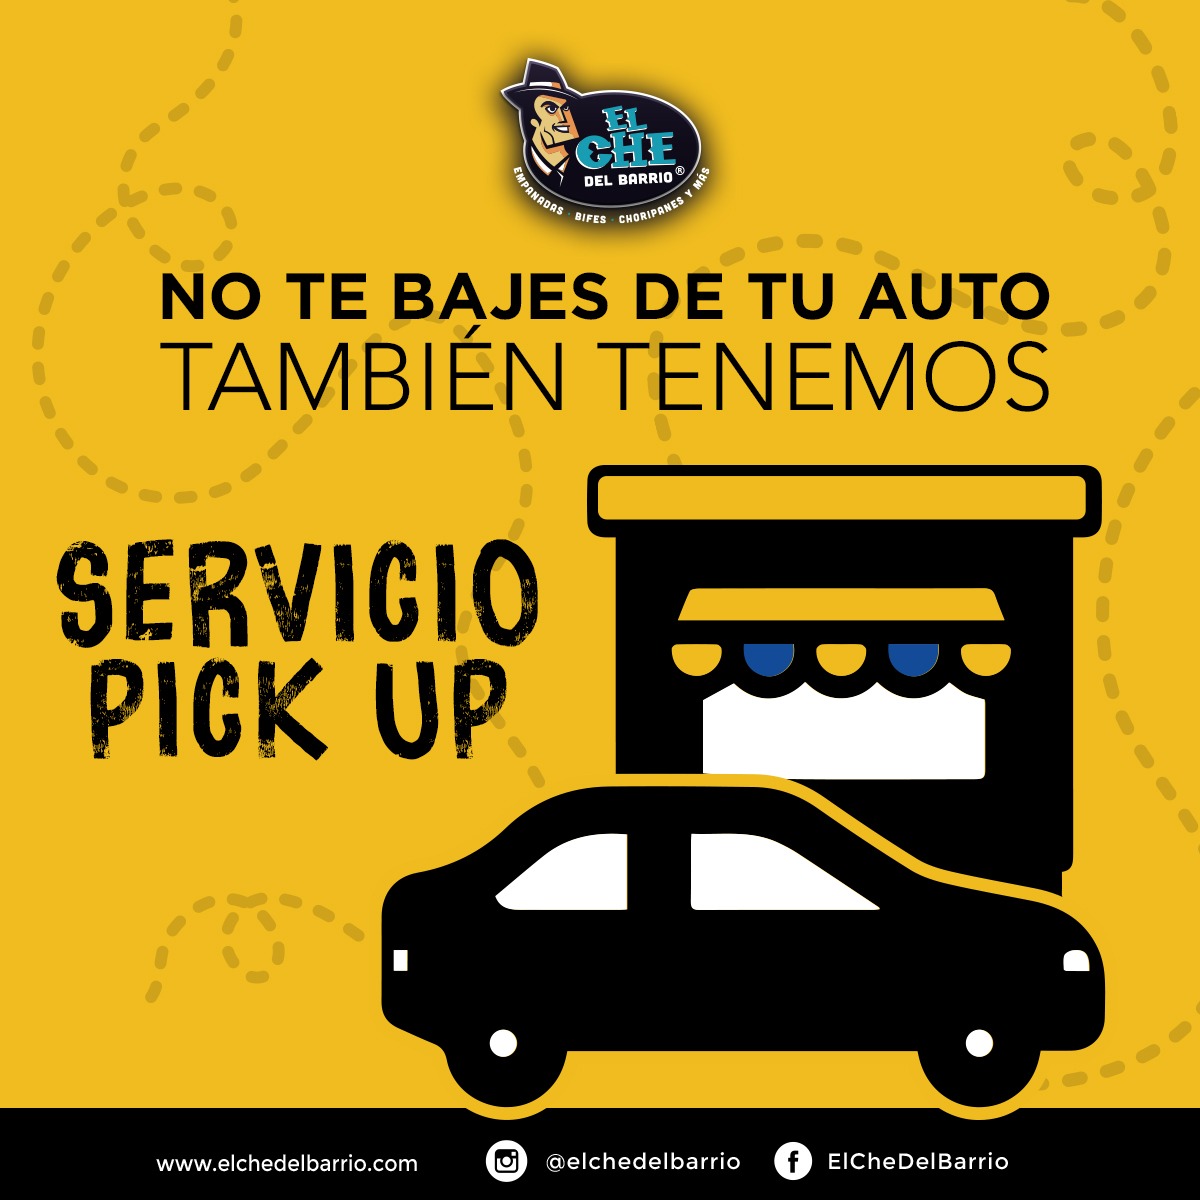 EL
CHE
DEL BARRIO®
EMPANADAS · BIFES · CHORIPANES Y MÁS
NO TE BAJES DE TU AUTO
TAMBIÉN TENEMOS
SERVICIO
PICK UP
www.elchedelbarrio.com @elchedelbarrio ElCheDelBarrio